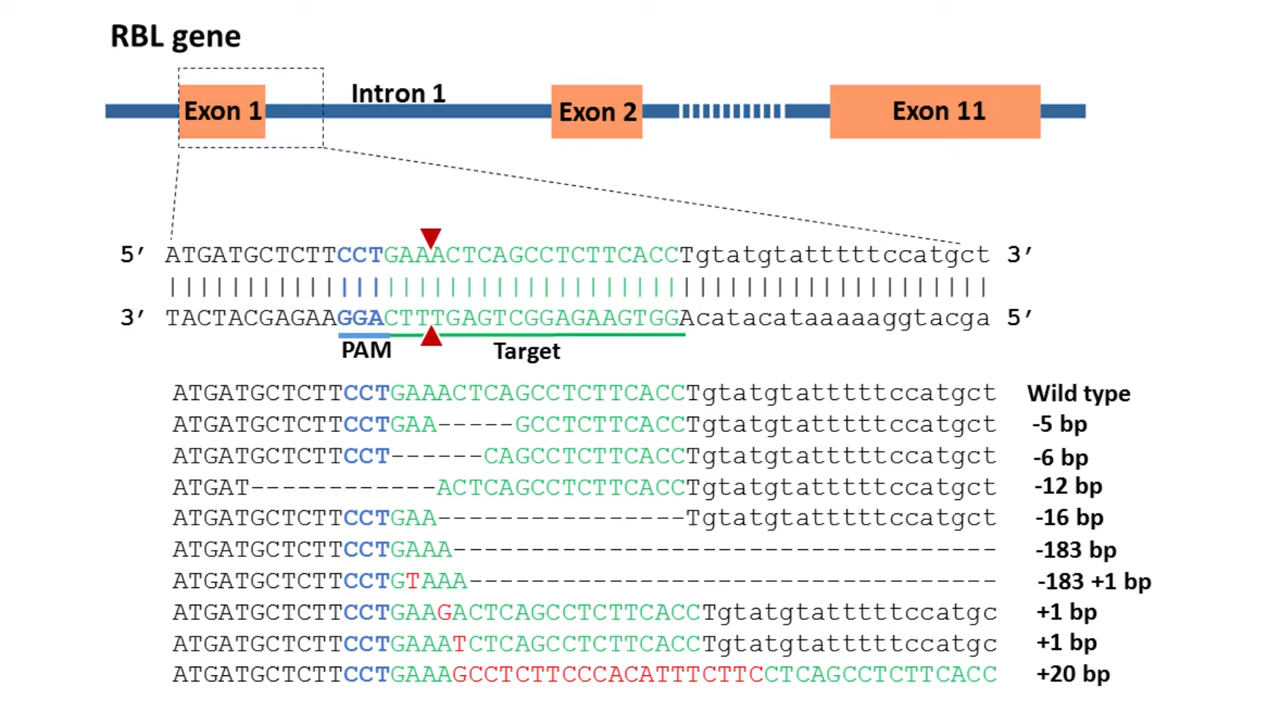 RBL gene
Exon 1
Intron 1
Exon 2
Exon 11
5’ ATGATGCTCTTCCTGAAACTCAGCCTCTTCACCTgtatgtatttttccatgct 3’
3’ TACTACGAGAAGGACTTTGAGTCGGAGAAGTGGAcatacataaaaaggtacga 5’
PAM Target
ATGATGCTCTTCCTGAAACTCAGCCTCTTCACCTgtatgtatttttccatgct Wild type
ATGATGCTCTTCCTGAA-----GCCTCTTCACCTgtatgtatttttccatgct -5 bp
ATGATGCTCTTCCT------CAGCCTCTTCACCTgtatgtatttttccatgct -6 bp
ATGAT------------ACTCAGCCTCTTCACCTgtatgtatttttccatgct -12 bp
ATGATGCTCTTCCTGAA----------------Tgtatgtatttttccatgct -16 bp
ATGATGCTCTTCCTGAAA----------------------------------- -183 bp
ATGATGCTCTTCCTGTAAA---------------------------------- -183 +1 bp
ATGATGCTCTTCCTGAAGACTCAGCCTCTTCACCTgtatgtatttttccatgc +1 bp
ATGATGCTCTTCCTGAAATCTCAGCCTCTTCACCTgtatgtatttttccatgc +1 bp
ATGATGCTCTTCCTGAAAGCCTCTTCCCACATTTCTTCCTCAGCCTCTTCACC +20 bp